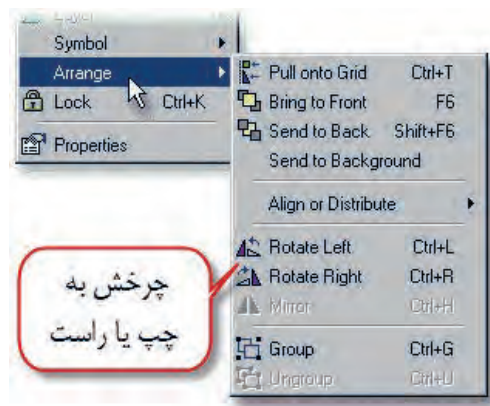 Layer
Symbol
Arrange
Lock Ctrl+K
Properties
Pull onto Grid Ctrl+T
Bring to Front F6
Send to Back Shift+F6
Send to Background
Align or Distribute
Rotate Left Ctrl+L
Rotate Right Ctrl+R
Mirror Ctrl+H
Group Ctrl+G
Ungroup Ctrl+U
چرخش به
چپ یا راست